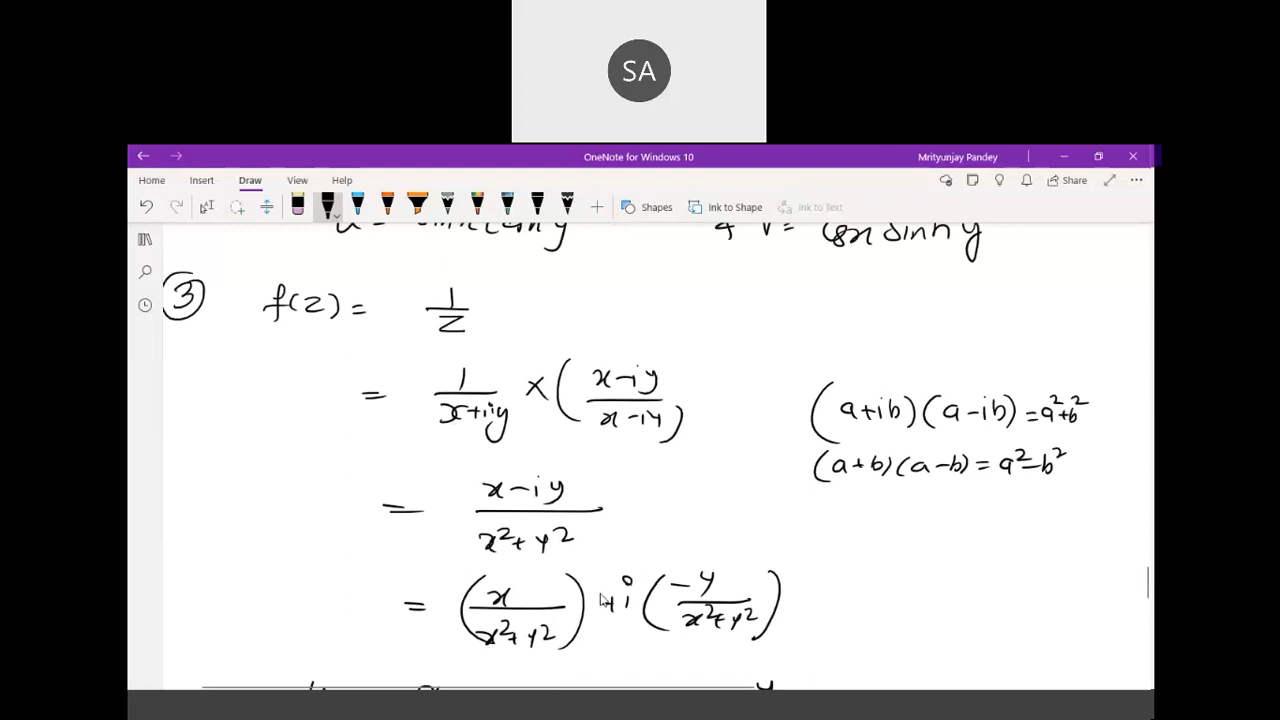 SA
OneNote for Windows 10
Mrityunjay Pandey
Home Insert Draw View Help
Share
Shapes Ink to Shape Ink to Text
③ f(z) = 1/z
= 1/(x+iy) × ((x-iy)/(x-iy))
(a+ib)(a-ib) = a²+b²
(a+b)(a-b) = a²-b²
= (x-iy)/(x²+y²)
= (x/(x²+y²)) + i (-y/(x²+y²))